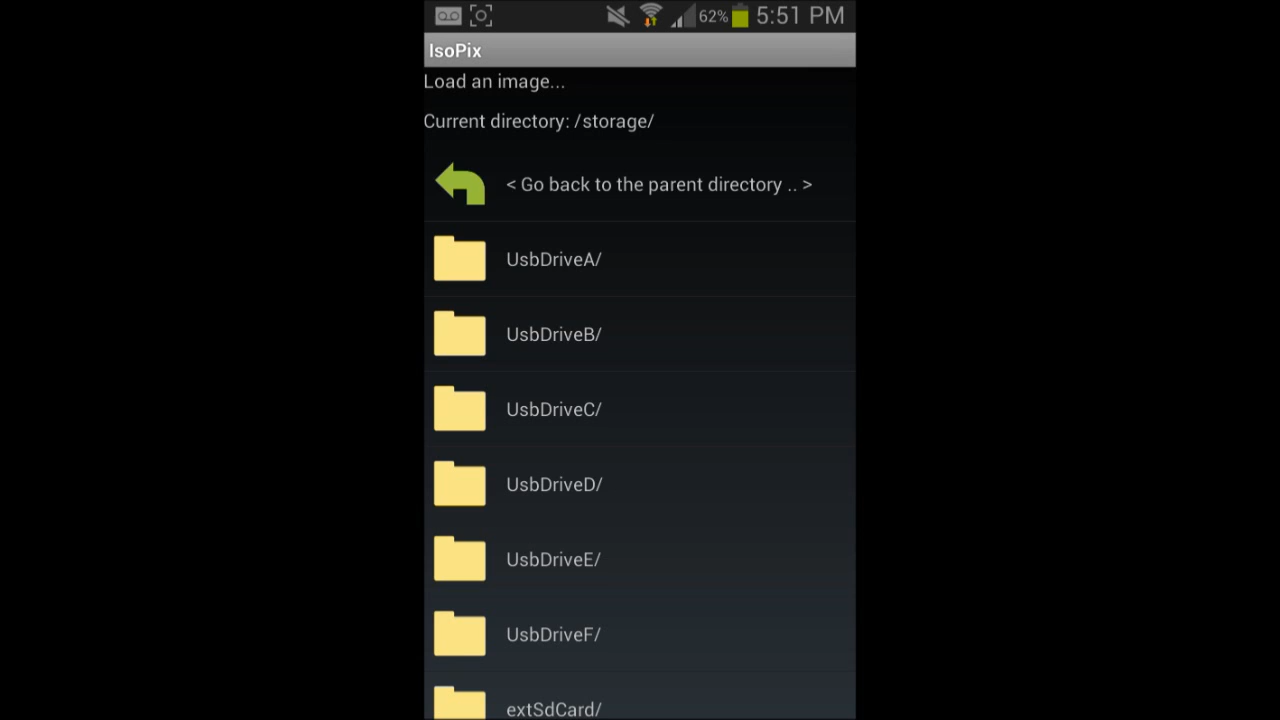 62% 5:51 PM
IsoPix
Load an image...
Current directory: /storage/
< Go back to the parent directory .. >
UsbDriveA/
UsbDriveB/
UsbDriveC/
UsbDriveD/
UsbDriveE/
UsbDriveF/
extSdCard/